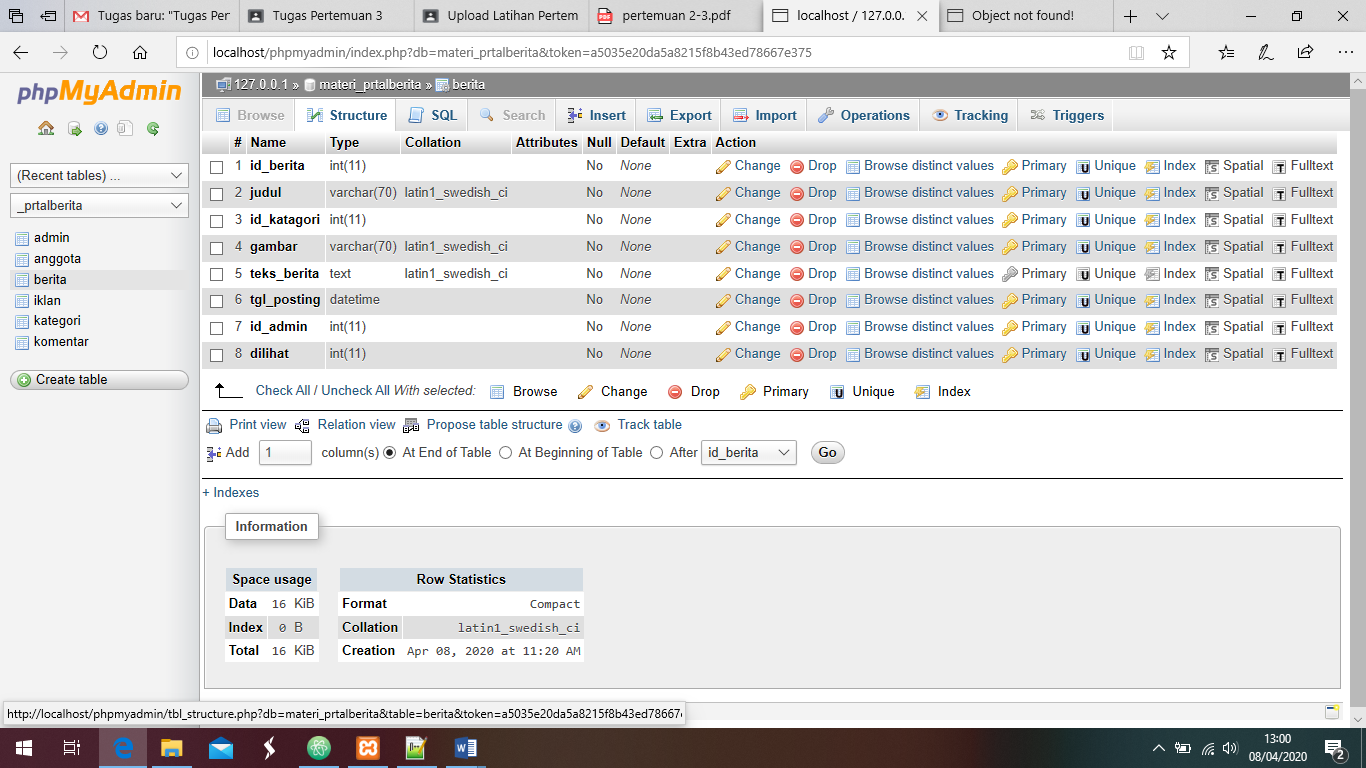 Tugas baru: "Tugas Per
Tugas Pertemuan 3
Upload Latihan Pertem
pertemuan 2-3.pdf
localhost / 127.0.0.
Object not found!
localhost/phpmyadmin/index.php?db=materi_prtalberita&token=a5035e20da5a8215f8b43ed78667e375
phpMyAdmin
(Recent tables) ...
_prtalberita
admin
anggota
berita
iklan
kategori
komentar
Create table
127.0.0.1 » materi_prtalberita » berita
Browse Structure SQL Search Insert Export Import Operations Tracking Triggers
# Name Type Collation Attributes Null Default Extra Action
1 id_berita int(11) No None Change Drop Browse distinct values Primary Unique Index Spatial Fulltext
2 judul varchar(70) latin1_swedish_ci No None Change Drop Browse distinct values Primary Unique Index Spatial Fulltext
3 id_katagori int(11) No None Change Drop Browse distinct values Primary Unique Index Spatial Fulltext
4 gambar varchar(70) latin1_swedish_ci No None Change Drop Browse distinct values Primary Unique Index Spatial Fulltext
5 teks_berita text latin1_swedish_ci No None Change Drop Browse distinct values Primary Unique Index Spatial Fulltext
6 tgl_posting datetime No None Change Drop Browse distinct values Primary Unique Index Spatial Fulltext
7 id_admin int(11) No None Change Drop Browse distinct values Primary Unique Index Spatial Fulltext
8 dilihat int(11) No None Change Drop Browse distinct values Primary Unique Index Spatial Fulltext
Check All / Uncheck All With selected: Browse Change Drop Primary Unique Index
Print view Relation view Propose table structure Track table
Add 1 column(s) At End of Table At Beginning of Table After id_berita Go
+ Indexes
Information
Space usage
Data 16 KiB
Index 0 B
Total 16 KiB
Row Statistics
Format Compact
Collation latin1_swedish_ci
Creation Apr 08, 2020 at 11:20 AM
http://localhost/phpmyadmin/tbl_structure.php?db=materi_prtalberita&table=berita&token=a5035e20da5a8215f8b43ed78667
13:00
08/04/2020
2